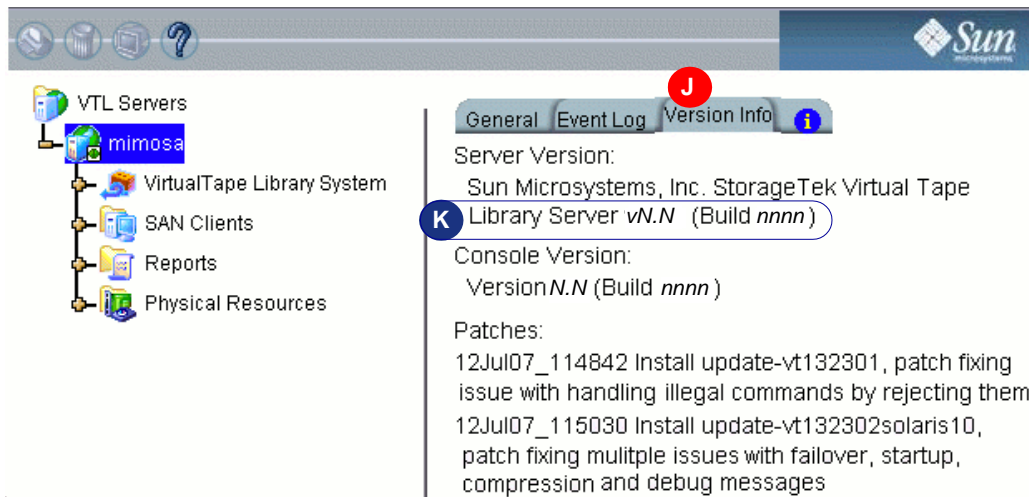 Sun
microsystems
VTL Servers
mimosa
VirtualTape Library System
SAN Clients
Reports
Physical Resources
J
General Event Log Version Info i
Server Version:
Sun Microsystems, Inc. StorageTek Virtual Tape
K Library Server vN.N (Build nnnn)
Console Version:
Version N.N (Build nnnn)
Patches:
12Jul07_114842 Install update-vt132301, patch fixing
issue with handling illegal commands by rejecting them
12Jul07_115030 Install update-vt132302solaris10,
patch fixing mulitple issues with failover, startup,
compression and debug messages